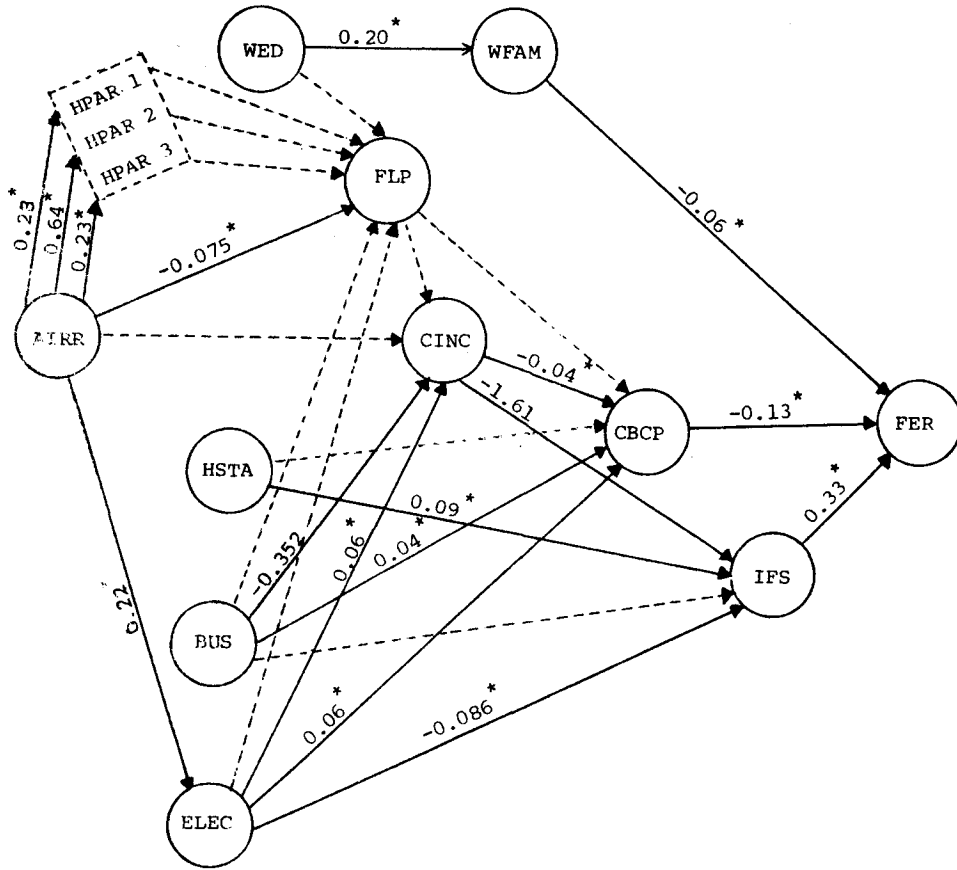 0.20*
WED
WFAM
HPAR 1
HPAR 2
HPAR 3
FLP
0.23*
0.64*
0.23*
-0.075*
-0.06*
AIRR
CINC
-0.04*
-1.61
CBCP
-0.13*
FER
HSTA
0.09*
0.33*
-0.352
0.06*
0.04*
IFS
0.22
BUS
0.06*
-0.086*
ELEC